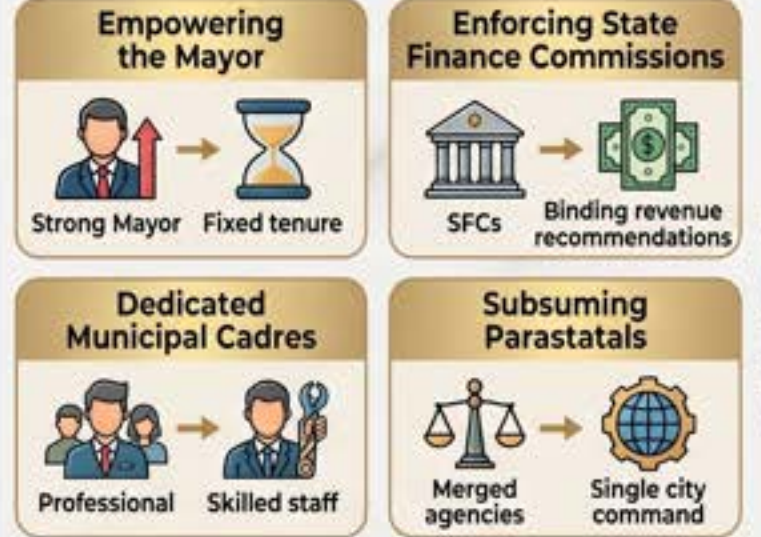 Empowering
the Mayor
Strong Mayor
Fixed tenure
Enforcing State
Finance Commissions
SFCs
Binding revenue
recommendations
Dedicated
Municipal Cadres
Professional
Skilled staff
Subsuming
Parastatals
Merged
agencies
Single city
command